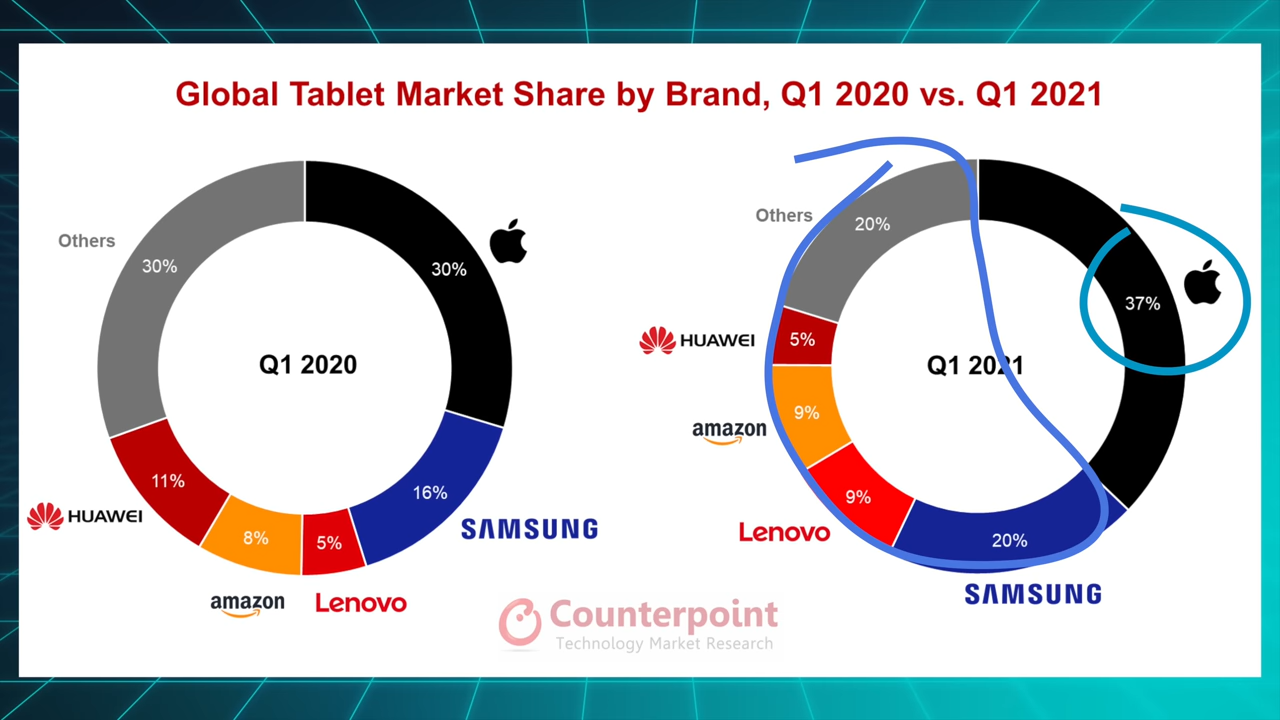 Global Tablet Market Share by Brand, Q1 2020 vs. Q1 2021
Others
30%
30%
Q1 2020
11%
HUAWEI
8%
5%
16%
SAMSUNG
amazon
Lenovo
Others
20%
37%
HUAWEI
5%
Q1 2021
amazon
9%
9%
Lenovo
20%
SAMSUNG
Counterpoint
Technology Market Research